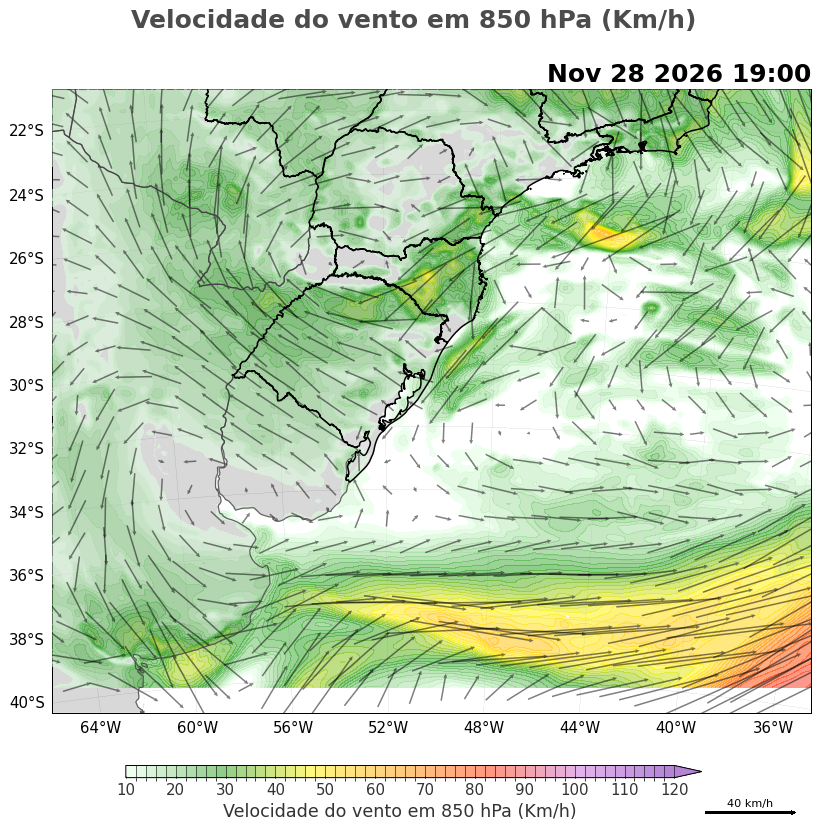 Velocidade do vento em 850 hPa (Km/h)
Nov 28 2026 19:00
22°S
24°S
26°S
28°S
30°S
32°S
34°S
36°S
38°S
40°S
64°W 60°W 56°W 52°W 48°W 44°W 40°W 36°W
10 20 30 40 50 60 70 80 90 100 110 120
Velocidade do vento em 850 hPa (Km/h)
40 km/h